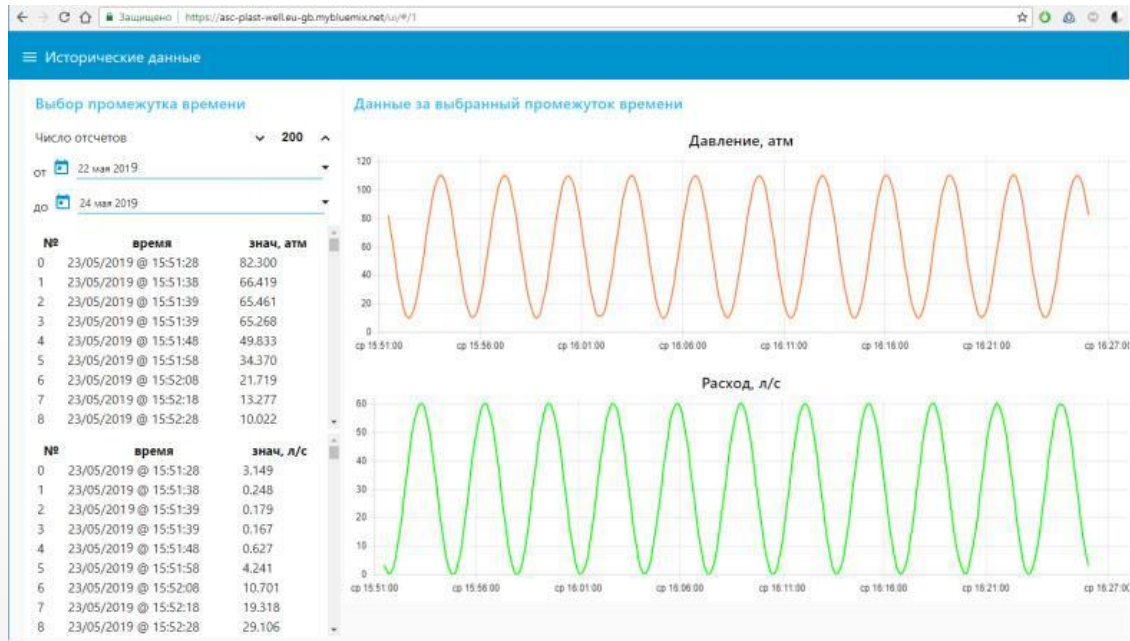 Защищено | https://asc-plast-well.eu-gb.mybluemix.net/ui/#/1
Исторические данные
Выбор промежутка времени
Число отсчетов 200
от 22 мая 2019
до 24 мая 2019
№ время знач, атм
0 23/05/2019 @ 15:51:28 82.300
1 23/05/2019 @ 15:51:38 66.419
2 23/05/2019 @ 15:51:39 65.461
3 23/05/2019 @ 15:51:39 65.268
4 23/05/2019 @ 15:51:48 49.833
5 23/05/2019 @ 15:51:58 34.370
6 23/05/2019 @ 15:52:08 21.719
7 23/05/2019 @ 15:52:18 13.277
8 23/05/2019 @ 15:52:28 10.022
№ время знач, л/с
0 23/05/2019 @ 15:51:28 3.149
1 23/05/2019 @ 15:51:38 0.248
2 23/05/2019 @ 15:51:39 0.179
3 23/05/2019 @ 15:51:39 0.167
4 23/05/2019 @ 15:51:48 0.627
5 23/05/2019 @ 15:51:58 4.241
6 23/05/2019 @ 15:52:08 10.701
7 23/05/2019 @ 15:52:18 19.318
8 23/05/2019 @ 15:52:28 29.106
Данные за выбранный промежуток времени
Давление, атм
120
100
80
60
40
20
0
ср 15:51:00 ср 15:56:00 ср 16:01:00 ср 16:06:00 ср 16:11:00 ср 16:16:00 ср 16:21:00 ср 16:27:00
Расход, л/с
60
50
40
30
20
10
0
ср 15:51:00 ср 15:56:00 ср 16:01:00 ср 16:06:00 ср 16:11:00 ср 16:16:00 ср 16:21:00 ср 16:27:00